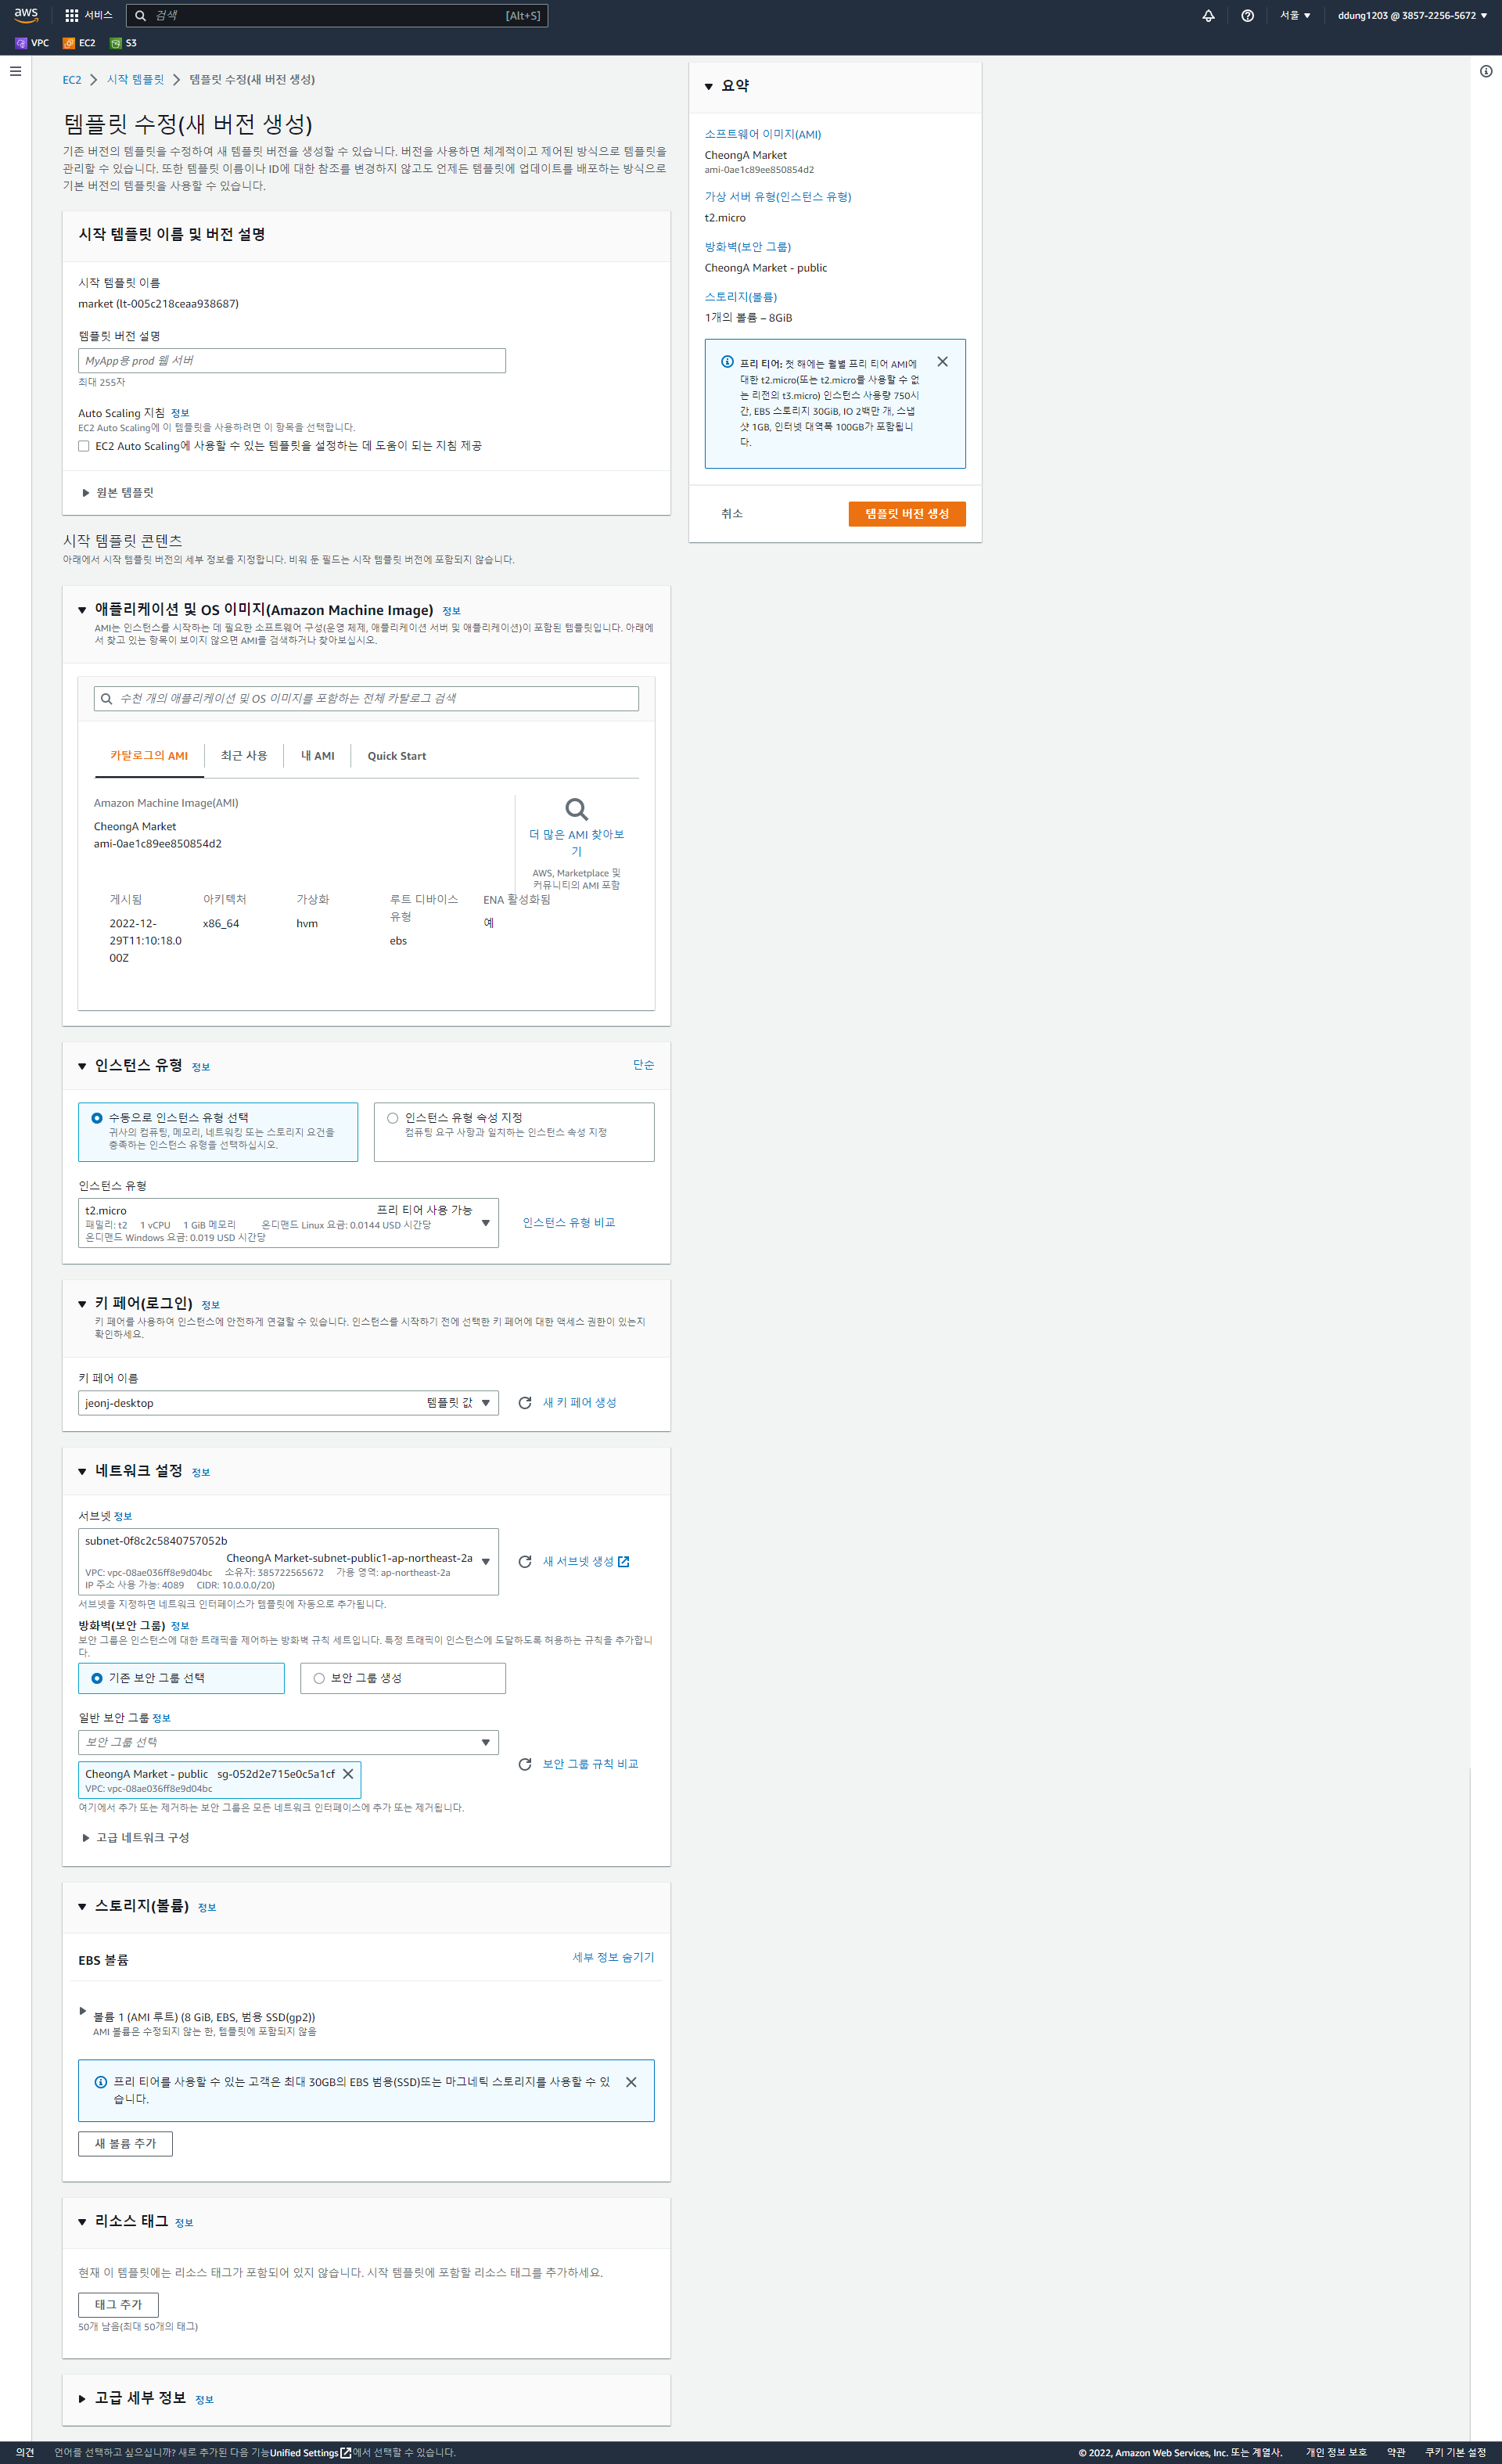 aws
서비스
검색
[Alt+S]
서울 ▼
ddung1203 @ 3857-2256-5672 ▼
VPC
EC2
S3
EC2 > 시작 템플릿 > 템플릿 수정(새 버전 생성)
템플릿 수정(새 버전 생성)
기존 버전의 템플릿을 수정하여 새 템플릿 버전을 생성할 수 있습니다. 버전을 사용하면 체계적이고 제어된 방식으로 템플릿을
관리할 수 있습니다. 또한 템플릿 이름이나 ID에 대한 참조를 변경하지 않고도 언제든 템플릿에 업데이트를 배포하는 방식으로
기본 버전의 템플릿을 사용할 수 있습니다.
시작 템플릿 이름 및 버전 설명
시작 템플릿 이름
market (lt-005c218ceaa938687)
템플릿 버전 설명
MyApp용 prod 웹 서버
최대 255자
Auto Scaling 지침 정보
EC2 Auto Scaling에 이 템플릿을 사용하려면 이 항목을 선택합니다.
EC2 Auto Scaling에 사용할 수 있는 템플릿을 설정하는 데 도움이 되는 지침 제공
원본 템플릿
시작 템플릿 콘텐츠
아래에서 시작 템플릿 버전의 세부 정보를 지정합니다. 비워 둔 필드는 시작 템플릿 버전에 포함되지 않습니다.
애플리케이션 및 OS 이미지(Amazon Machine Image) 정보
AMI는 인스턴스를 시작하는 데 필요한 소프트웨어 구성(운영 체제, 애플리케이션 서버 및 애플리케이션)이 포함된 템플릿입니다. 아래에
서 찾고 있는 항목이 보이지 않으면 AMI를 검색하거나 찾아보십시오.
수천 개의 애플리케이션 및 OS 이미지를 포함하는 전체 카탈로그 검색
카탈로그의 AMI
최근 사용
내 AMI
Quick Start
Amazon Machine Image(AMI)
CheongA Market
ami-0ae1c89ee850854d2
더 많은 AMI 찾아보
기
AWS, Marketplace 및
커뮤니티의 AMI 포함
게시됨
2022-12-
29T11:10:18.0
00Z
아키텍처
x86_64
가상화
hvm
루트 디바이스
유형
ebs
ENA 활성화됨
예
인스턴스 유형 정보
단순
수동으로 인스턴스 유형 선택
귀사의 컴퓨팅, 메모리, 네트워킹 또는 스토리지 요건을
충족하는 인스턴스 유형을 선택하십시오.
인스턴스 유형 속성 지정
컴퓨팅 요구 사항과 일치하는 인스턴스 속성 지정
인스턴스 유형
t2.micro 프리 티어 사용 가능
패밀리: t2 1 vCPU 1 GiB 메모리 온디맨드 Linux 요금: 0.0144 USD 시간당
온디맨드 Windows 요금: 0.019 USD 시간당
인스턴스 유형 비교
키 페어(로그인) 정보
키 페어를 사용하여 인스턴스에 안전하게 연결할 수 있습니다. 인스턴스를 시작하기 전에 선택한 키 페어에 대한 액세스 권한이 있는지
확인하세요.
키 페어 이름
jeonj-desktop 템플릿 값
새 키 페어 생성
네트워크 설정 정보
서브넷 정보
subnet-0f8c2c5840757052b
CheongA Market-subnet-public1-ap-northeast-2a
VPC: vpc-08ae036ff8e9d04bc 소유자: 385722565672 가용 영역: ap-northeast-2a
IP 주소 사용 가능: 4089 CIDR: 10.0.0.0/20)
새 서브넷 생성
서브넷을 지정하면 네트워크 인터페이스가 템플릿에 자동으로 추가됩니다.
방화벽(보안 그룹) 정보
보안 그룹은 인스턴스에 대한 트래픽을 제어하는 방화벽 규칙 세트입니다. 특정 트래픽이 인스턴스에 도달하도록 허용하는 규칙을 추가합니
다.
기존 보안 그룹 선택
보안 그룹 생성
일반 보안 그룹 정보
보안 그룹 선택
CheongA Market - public sg-052d2e715e0c5a1cf
VPC: vpc-08ae036ff8e9d04bc
보안 그룹 규칙 비교
여기에서 추가 또는 제거하는 보안 그룹은 모든 네트워크 인터페이스에 추가 또는 제거됩니다.
고급 네트워크 구성
스토리지(볼륨) 정보
EBS 볼륨
세부 정보 숨기기
볼륨 1 (AMI 루트) (8 GiB, EBS, 범용 SSD(gp2))
AMI 볼륨은 수정되지 않는 한, 템플릿에 포함되지 않음
프리 티어를 사용할 수 있는 고객은 최대 30GB의 EBS 범용(SSD)또는 마그네틱 스토리지를 사용할 수 있
습니다.
새 볼륨 추가
리소스 태그 정보
현재 이 템플릿에는 리소스 태그가 포함되어 있지 않습니다. 시작 템플릿에 포함할 리소스 태그를 추가하세요.
태그 추가
50개 남음(최대 50개의 태그)
고급 세부 정보 정보
요약
소프트웨어 이미지(AMI)
CheongA Market
ami-0ae1c89ee850854d2
가상 서버 유형(인스턴스 유형)
t2.micro
방화벽(보안 그룹)
CheongA Market - public
스토리지(볼륨)
1개의 볼륨 – 8GiB
프리 티어: 첫 해에는 월별 프리 티어 AMI에
대한 t2.micro(또는 t2.micro를 사용할 수 없
는 리전의 t3.micro) 인스턴스 사용량 750시
간, EBS 스토리지 30GiB, IO 2백만 개, 스냅
샷 1GB, 인터넷 대역폭 100GB가 포함됩니
다.
취소
템플릿 버전 생성
의견
언어를 선택하고 싶으십니까? 새로 추가된 다음 기능Unified Settings에서 선택할 수 있습니다.
© 2022, Amazon Web Services, Inc. 또는 계열사.
개인 정보 보호
약관
쿠키 기본 설정